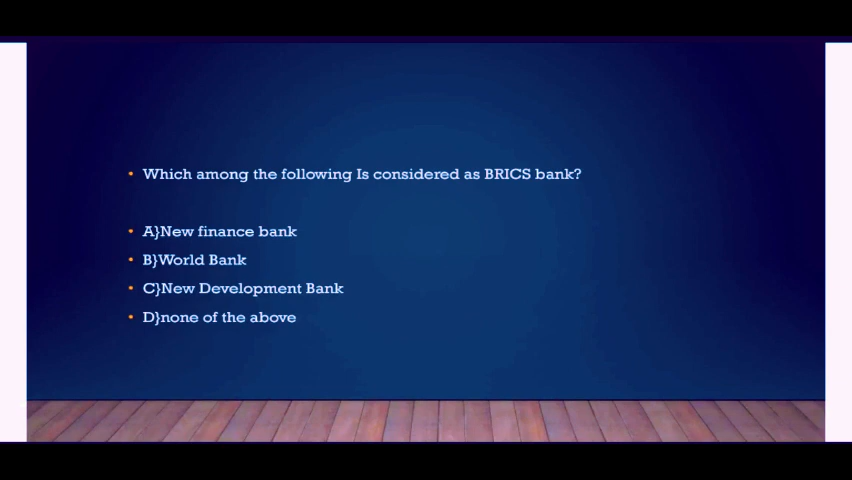 • Which among the following Is considered as BRICS bank?
• A}New finance bank
• B}World Bank
• C}New Development Bank
• D}none of the above